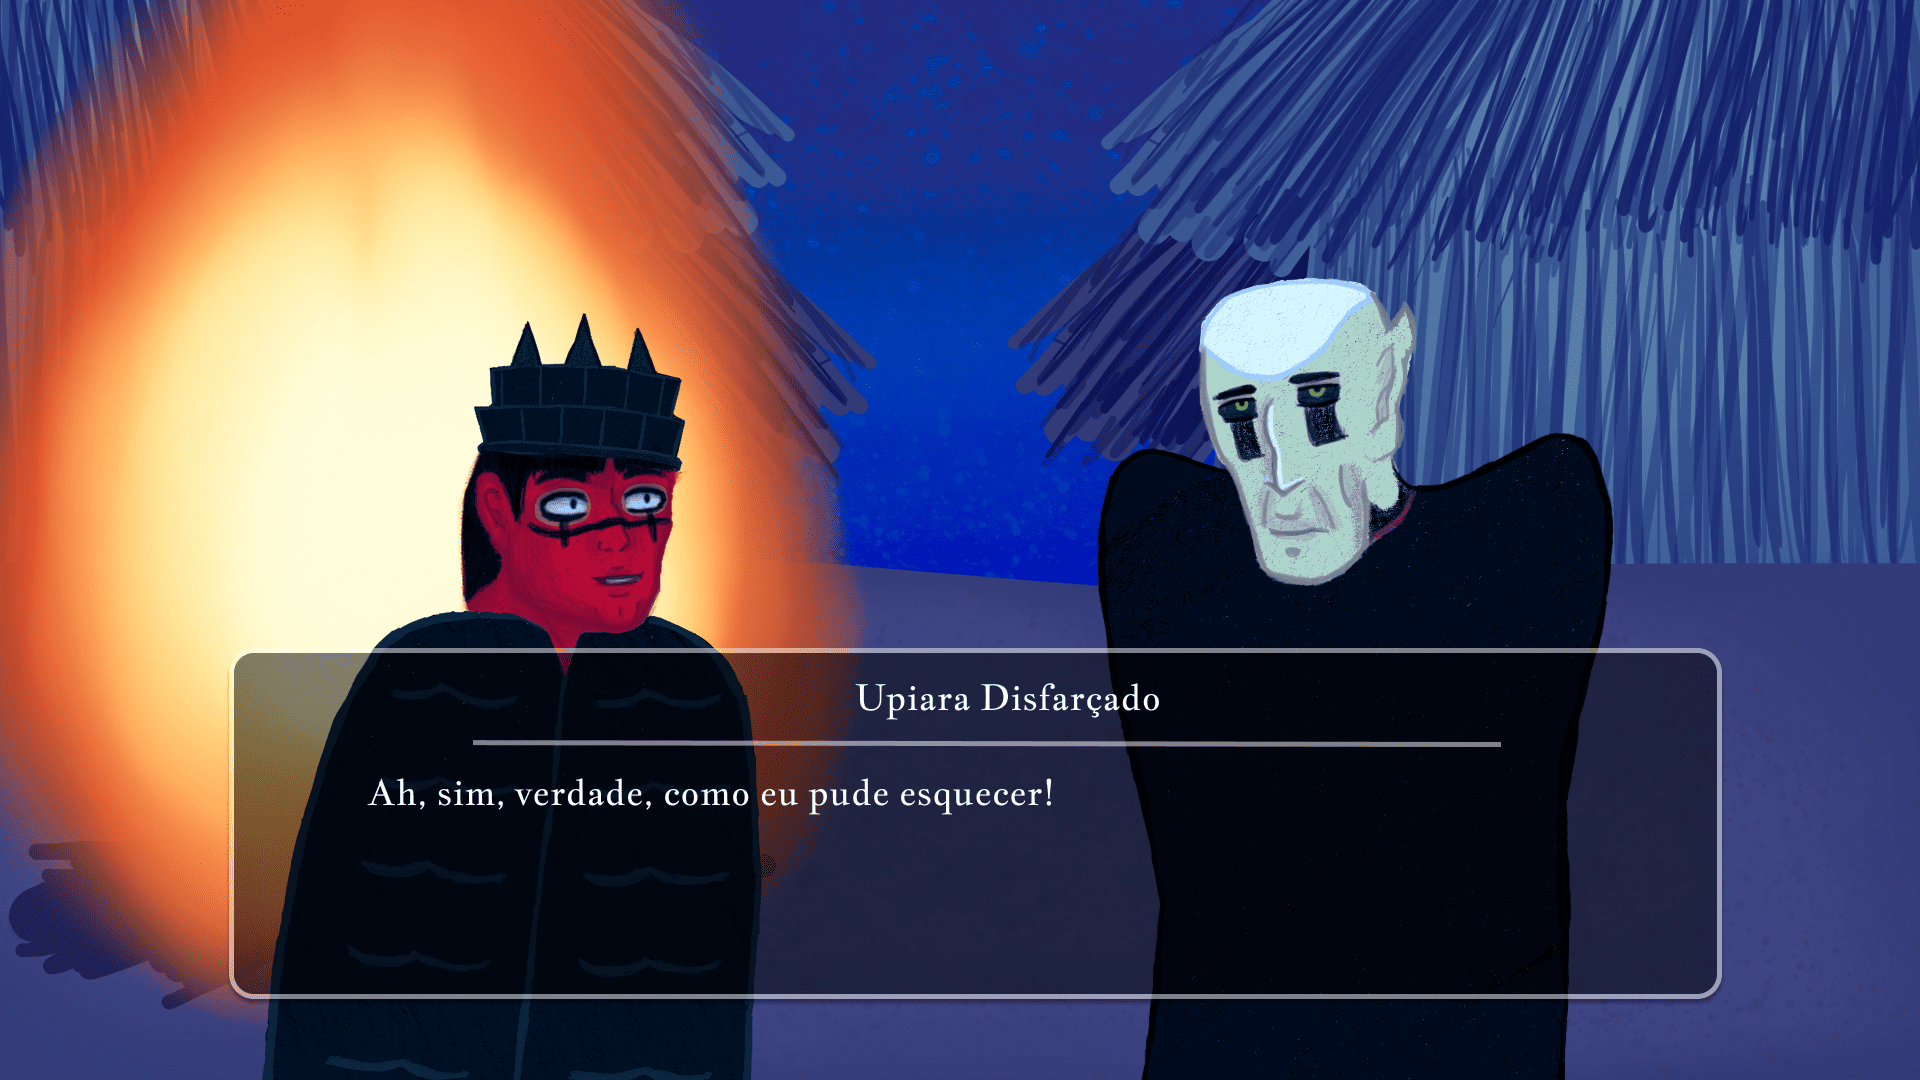 Upiara Disfarçado
Ah, sim, verdade, como eu pude esquecer!